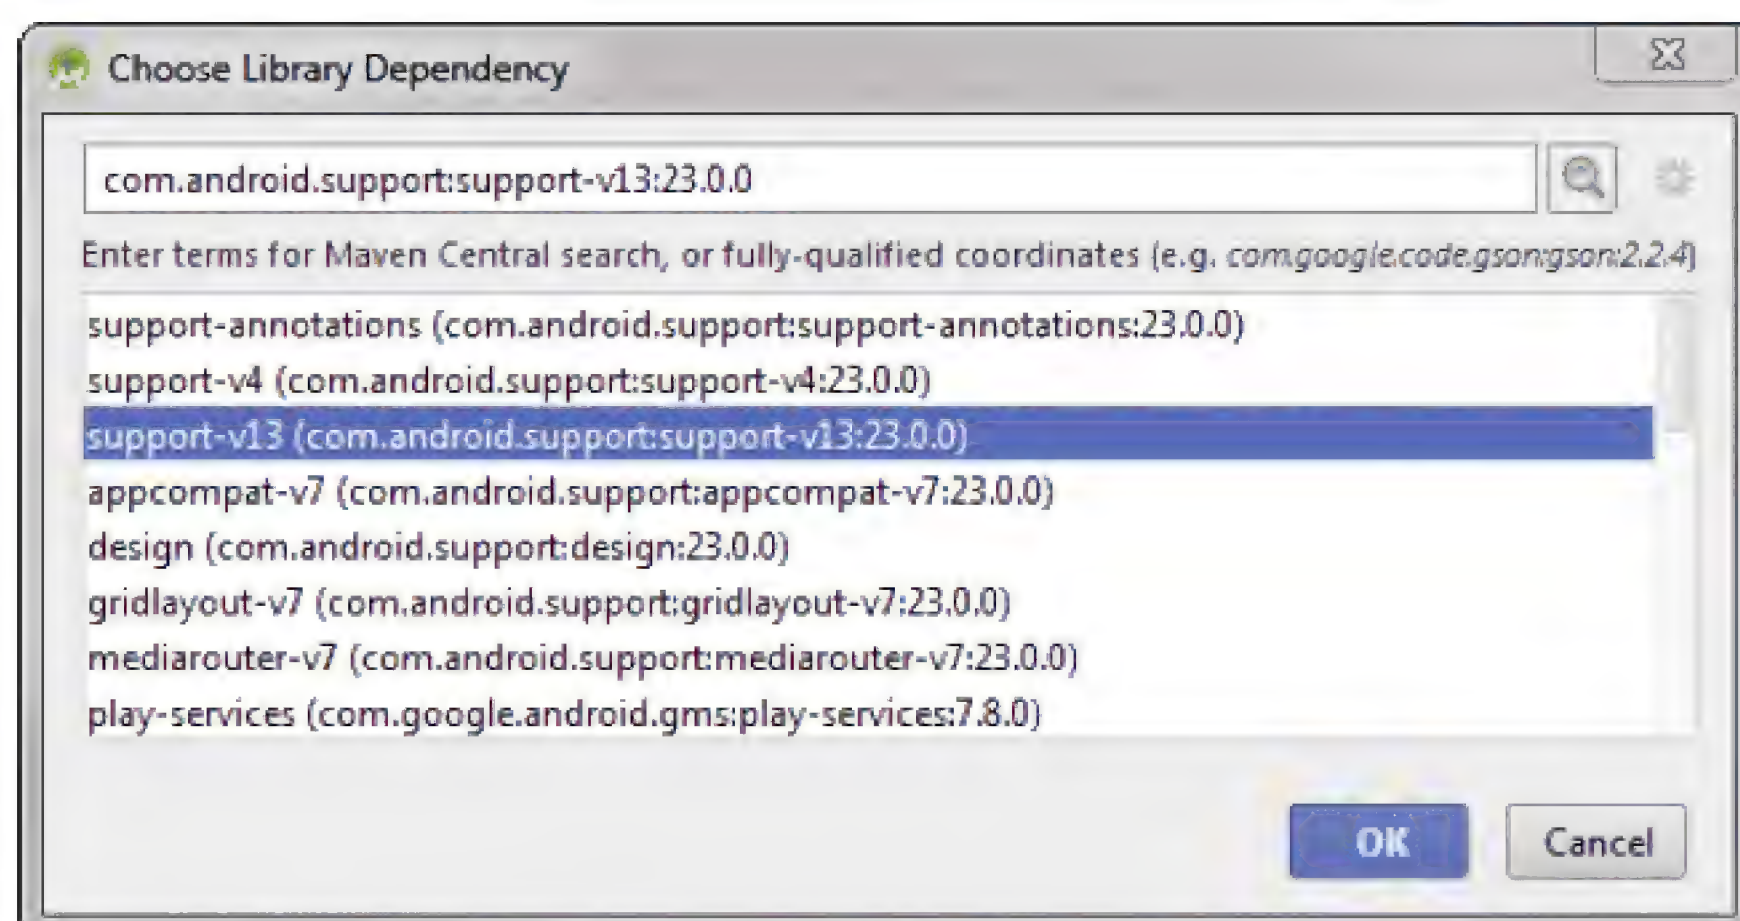 Choose Library Dependency
com.android.support:support-v13:23.0.0
Enter terms for Maven Central search, or fully-qualified coordinates (e.g. com.google.code.gson:gson:2.2.4)
support-annotations (com.android.support:support-annotations:23.0.0)
support-v4 (com.android.support:support-v4:23.0.0)
support-v13 (com.android.support:support-v13:23.0.0)
appcompat-v7 (com.android.support:appcompat-v7:23.0.0)
design (com.android.support:design:23.0.0)
gridlayout-v7 (com.android.support:gridlayout-v7:23.0.0)
mediarouter-v7 (com.android.support:mediarouter-v7:23.0.0)
play-services (com.google.android.gms:play-services:7.8.0)
OK Cancel